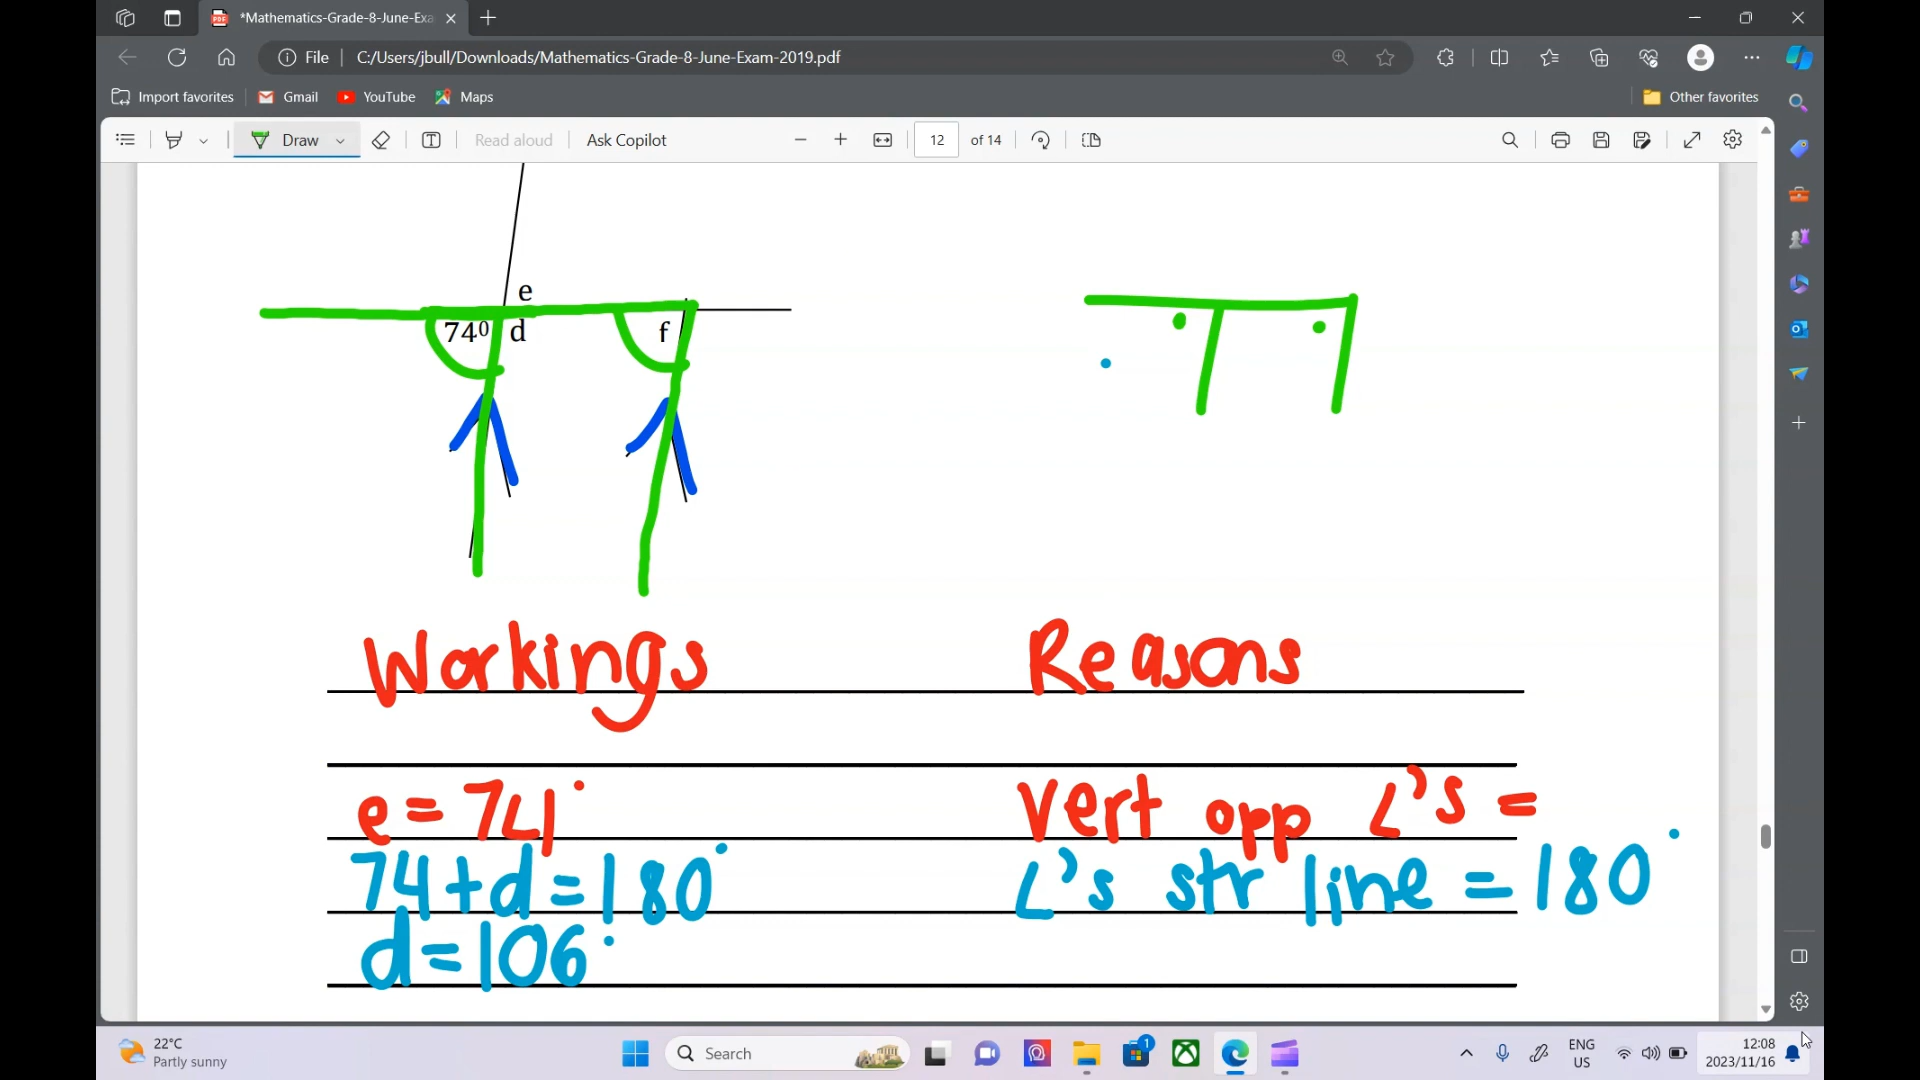 *Mathematics-Grade-8-June-Exa
File C:/Users/jbull/Downloads/Mathematics-Grade-8-June-Exam-2019.pdf
Import favorites Gmail YouTube Maps Other favorites
Draw Read aloud Ask Copilot 12 of 14
e
74⁰ d f
Workings Reasons
e = 74° Vert opp ∠'s =
74+d=180° ∠'s str line = 180°
d=106°
22°C
Partly sunny
Search
1
ENG
US
12:08
2023/11/16